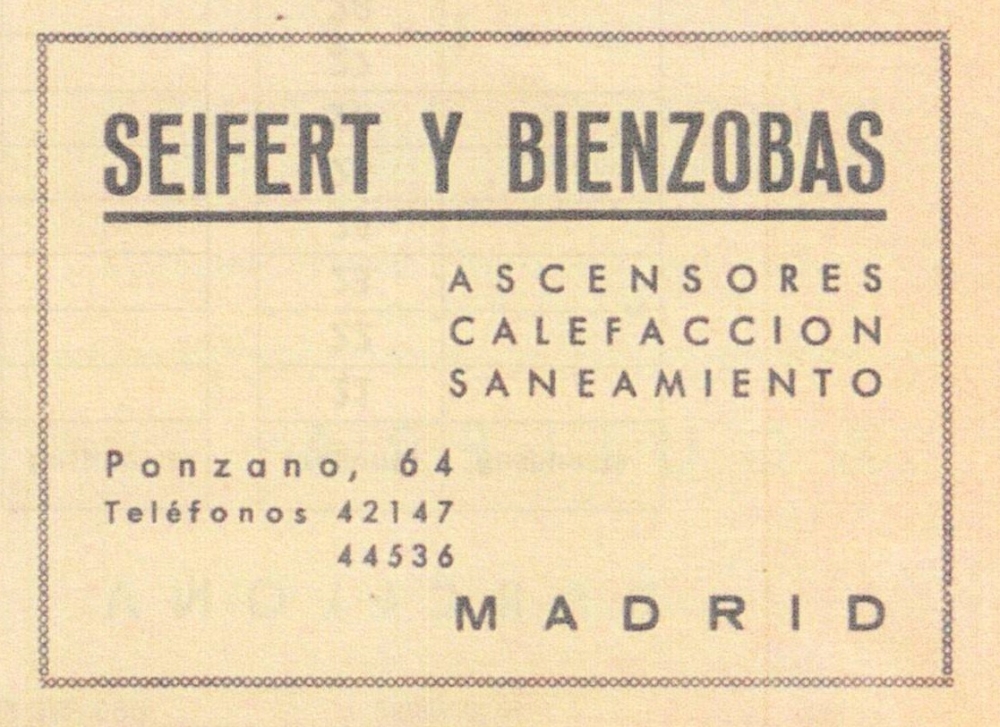 SEIFERT Y BIENZOBAS
ASCENSORES
CALEFACCION
SANEAMIENTO
Ponzano, 64
Teléfonos 42147
44536
MADRID